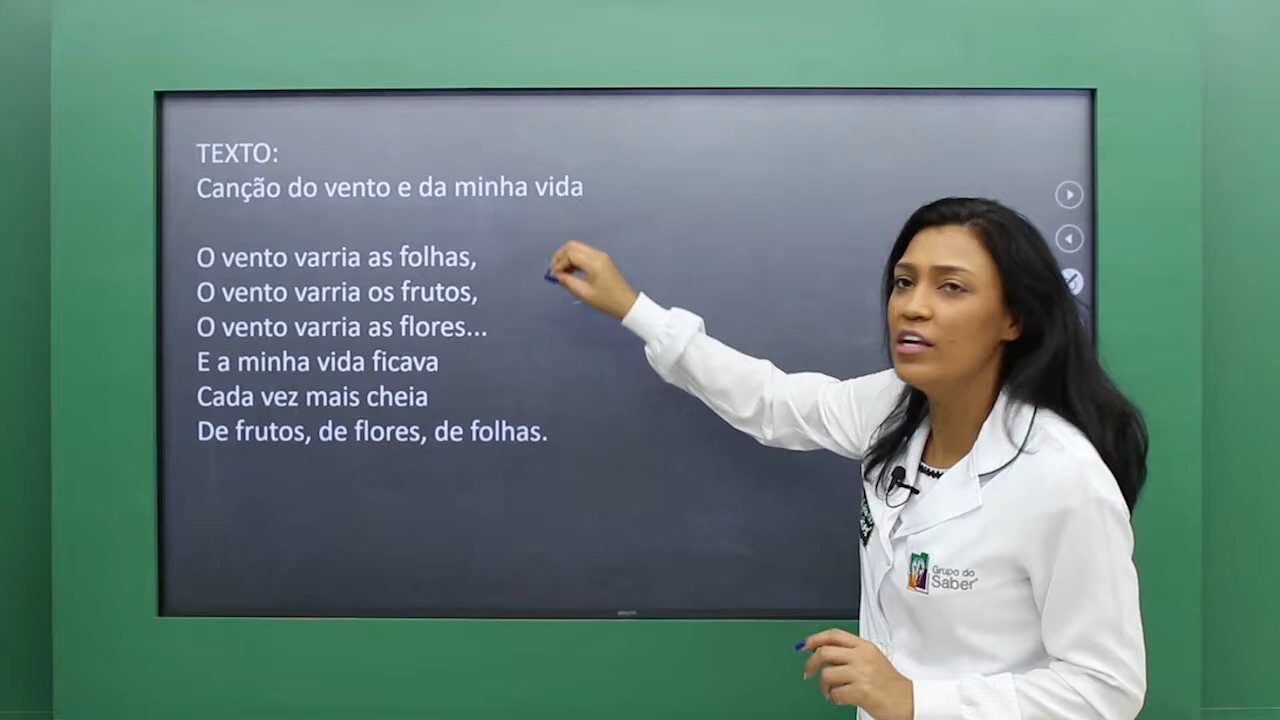 TEXTO:
Canção do vento e da minha vida
O vento varria as folhas,
O vento varria os frutos,
O vento varria as flores...
E a minha vida ficava
Cada vez mais cheia
De frutos, de flores, de folhas.
Grupo do
Saber